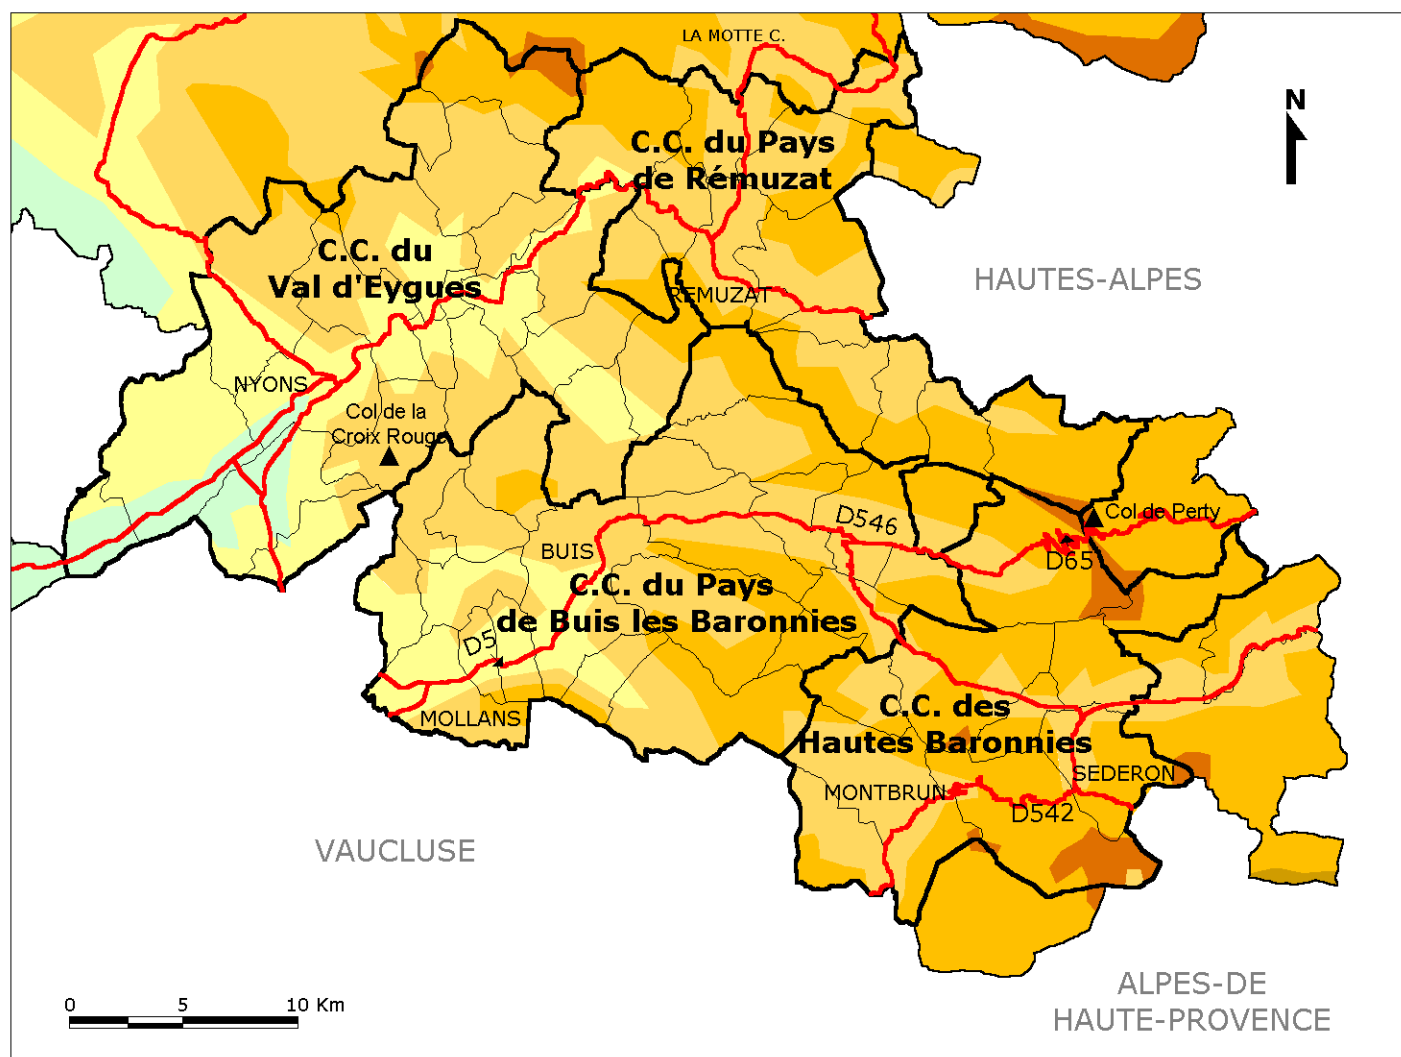 LA MOTTE C.
N
C.C. du Pays
de Rémuzat
C.C. du
Val d'Eygues
HAUTES-ALPES
REMUZAT
NYONS
Col de la
Croix Rouge
D546
Col de Perty
BUIS
D65
C.C. du Pays
de Buis les Baronnies
D5
MOLLANS
C.C. des
Hautes Baronnies
SEDERON
MONTBRUN
D542
VAUCLUSE
ALPES-DE
HAUTE-PROVENCE
0 5 10 Km